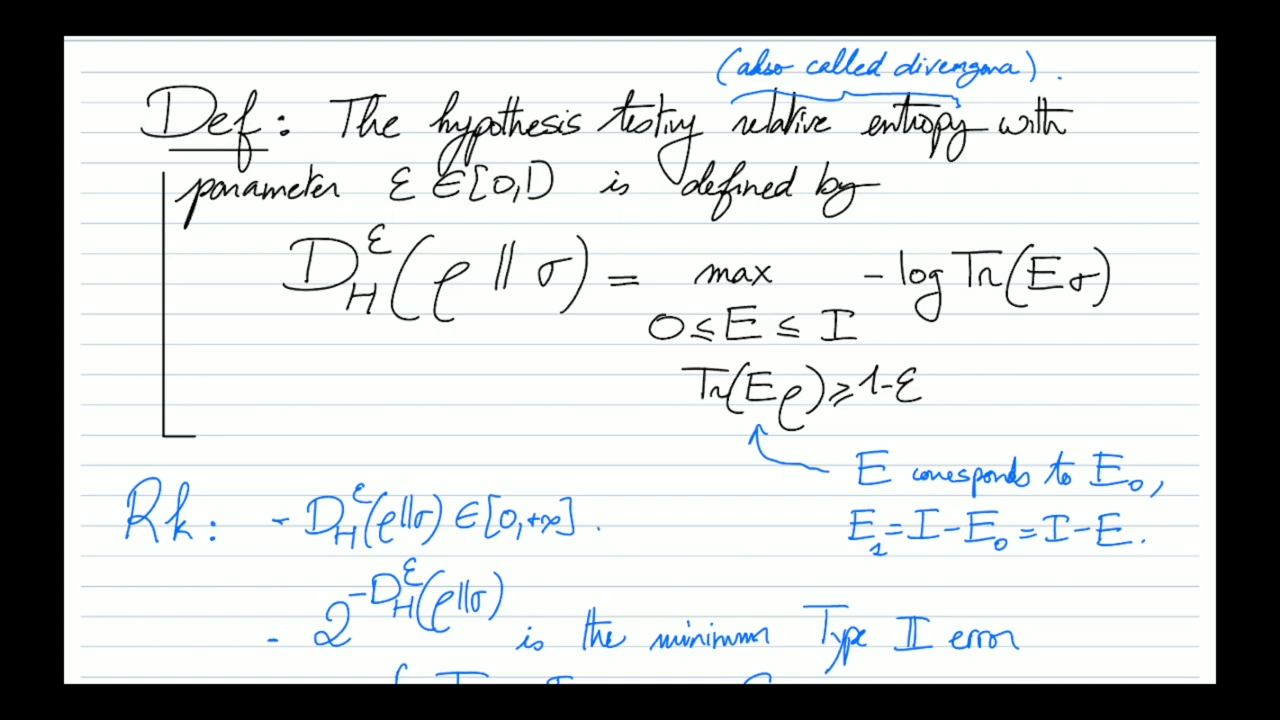 (also called divergence).
Def: The hypothesis testing relative entropy with
parameter ε ∈ [0,1) is defined by
D_H^ε(ρ ‖ σ) = max - log Tr(Eσ)
0 ≤ E ≤ I
Tr(Eρ) ⩾ 1-ε
E corresponds to E_0,
E_1 = I - E_0 = I - E.
Rk: - D_H^ε(ρ‖σ) ∈ [0,+∞].
- 2^{-D_H^ε(ρ‖σ)} is the minimum Type II error